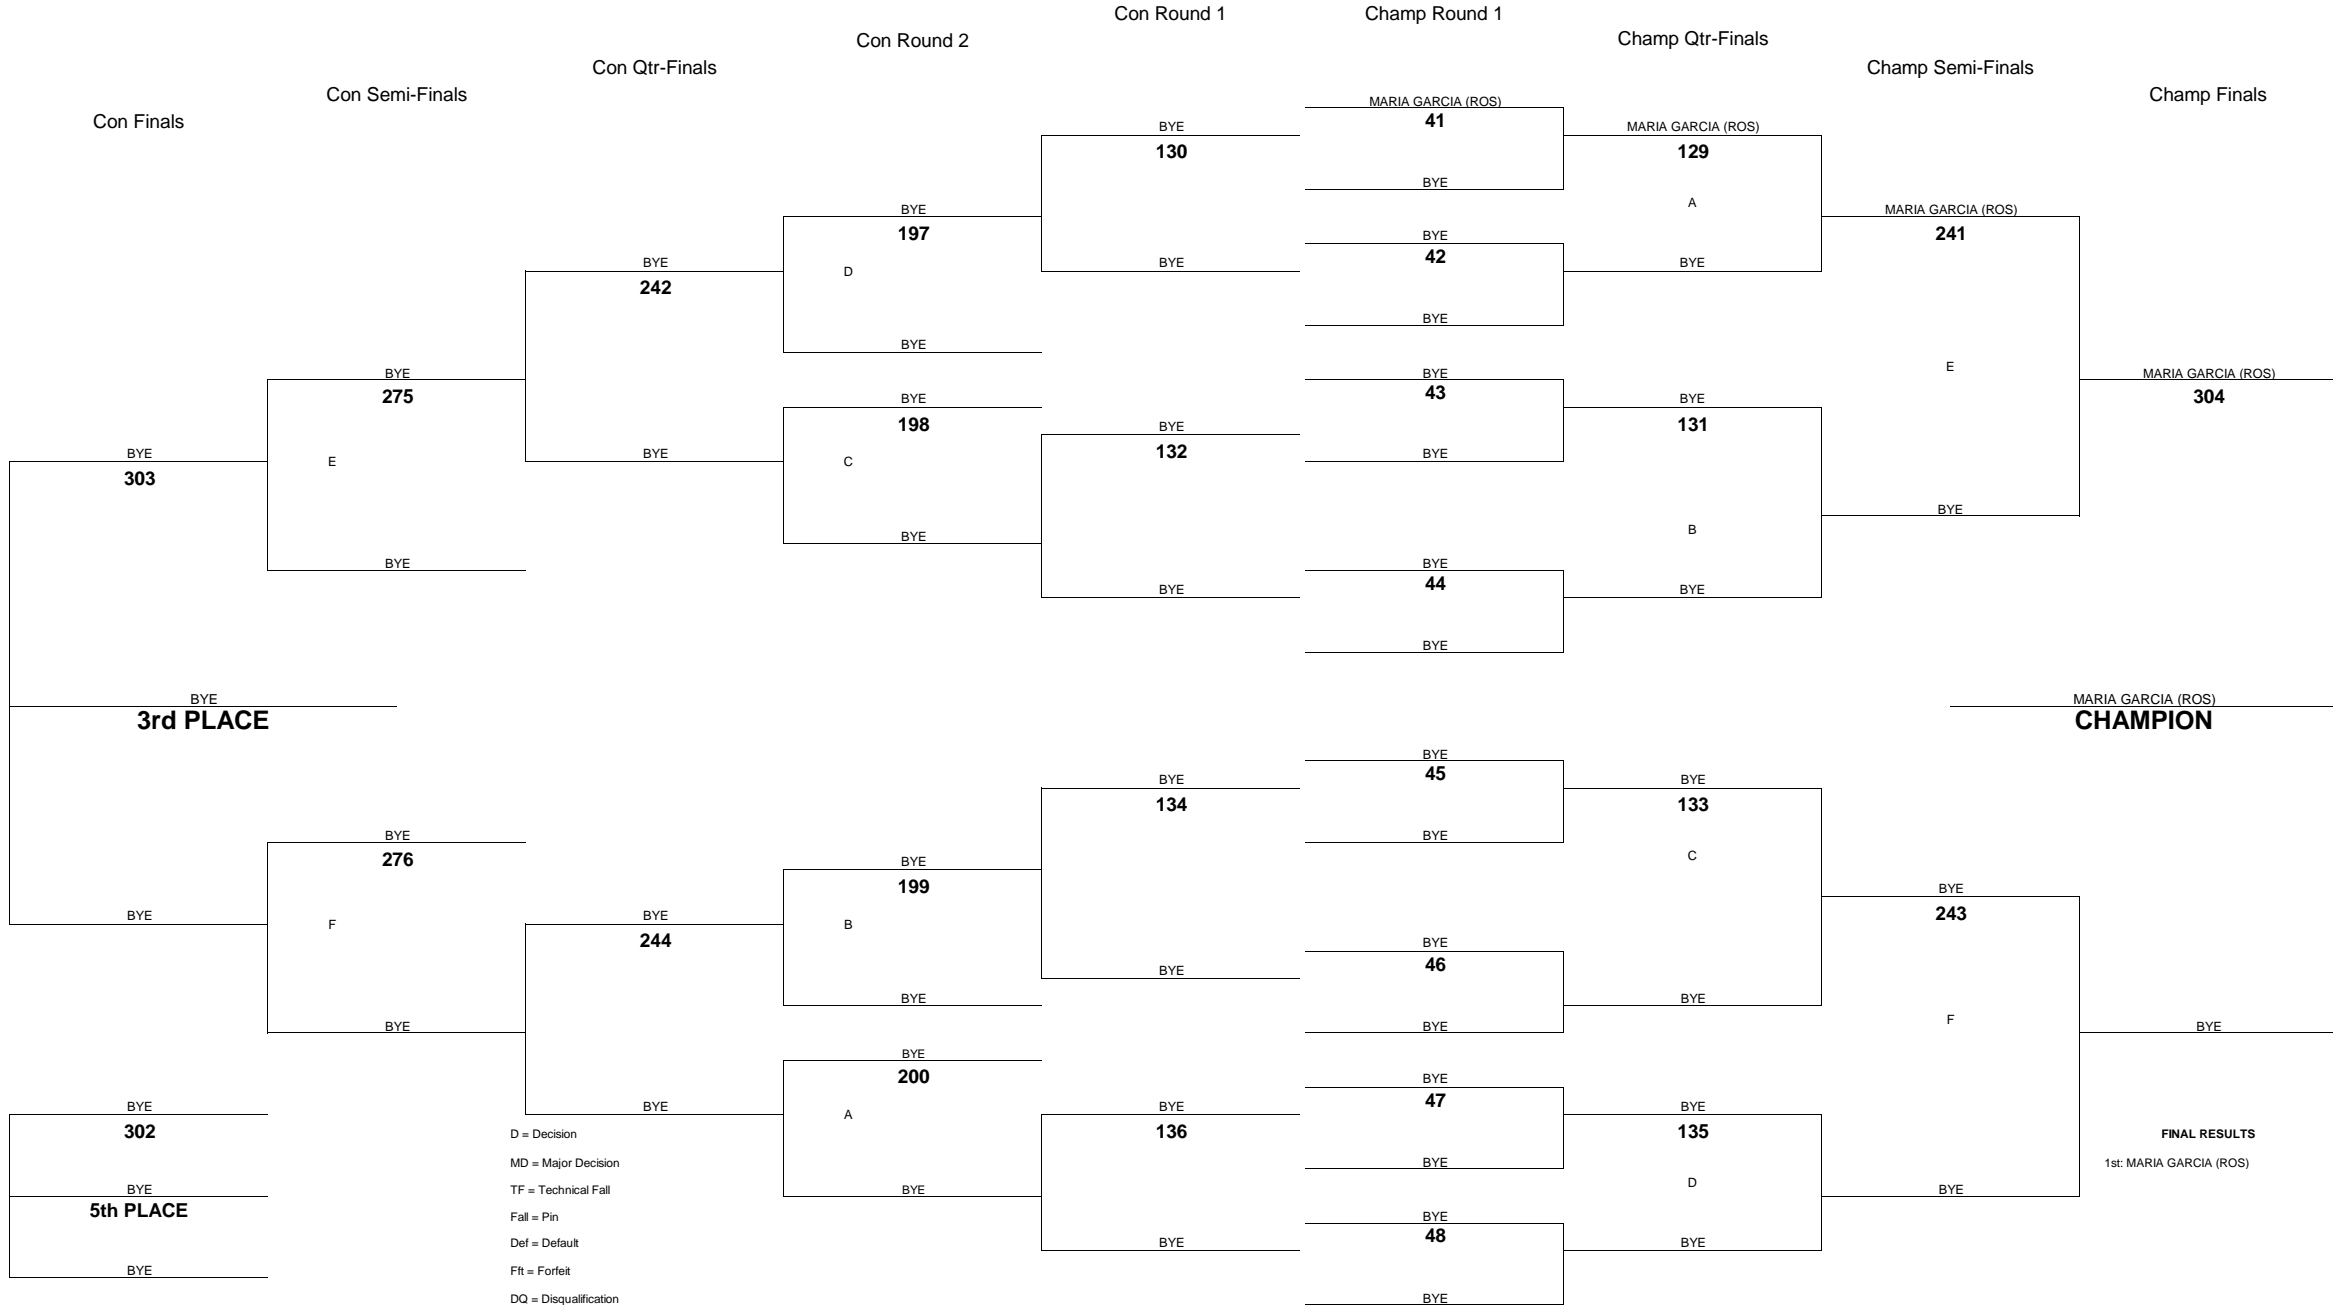 Con Round 1
Champ Round 1
Con Round 2
Champ Qtr-Finals
Con Qtr-Finals
Champ Semi-Finals
Con Semi-Finals
Champ Finals
Con Finals
MARIA GARCIA (ROS)
41
BYE
130
MARIA GARCIA (ROS)
129
BYE
A
BYE
197
MARIA GARCIA (ROS)
241
BYE
42
BYE
242
D
BYE
BYE
BYE
BYE
E
BYE
275
BYE
43
MARIA GARCIA (ROS)
304
BYE
198
BYE
131
BYE
132
BYE
303
E
BYE
C
BYE
BYE
B
BYE
BYE
BYE
44
BYE
BYE
BYE
BYE
3rd PLACE
MARIA GARCIA (ROS)
CHAMPION
BYE
45
BYE
134
BYE
133
BYE
276
BYE
C
BYE
199
BYE
243
BYE
F
BYE
244
B
BYE
46
BYE
BYE
BYE
F
BYE
BYE
BYE
BYE
200
BYE
47
BYE
302
BYE
A
BYE
136
BYE
135
D = Decision
FINAL RESULTS
MD = Major Decision
BYE
1st: MARIA GARCIA (ROS)
BYE
5th PLACE
TF = Technical Fall
BYE
D
BYE
Fall = Pin
BYE
48
Def = Default
BYE
BYE
BYE
Fft = Forfeit
DQ = Disqualification
BYE